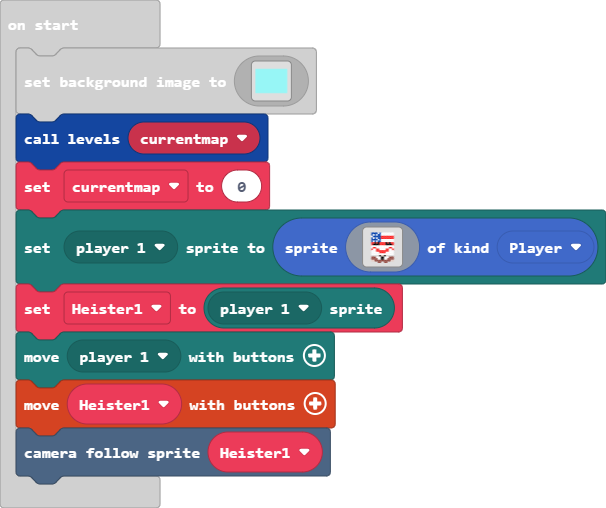 on start
set background image to
call levels currentmap
set currentmap to 0
set player 1 sprite to sprite of kind Player
set Heister1 to player 1 sprite
move player 1 with buttons
move Heister1 with buttons
camera follow sprite Heister1